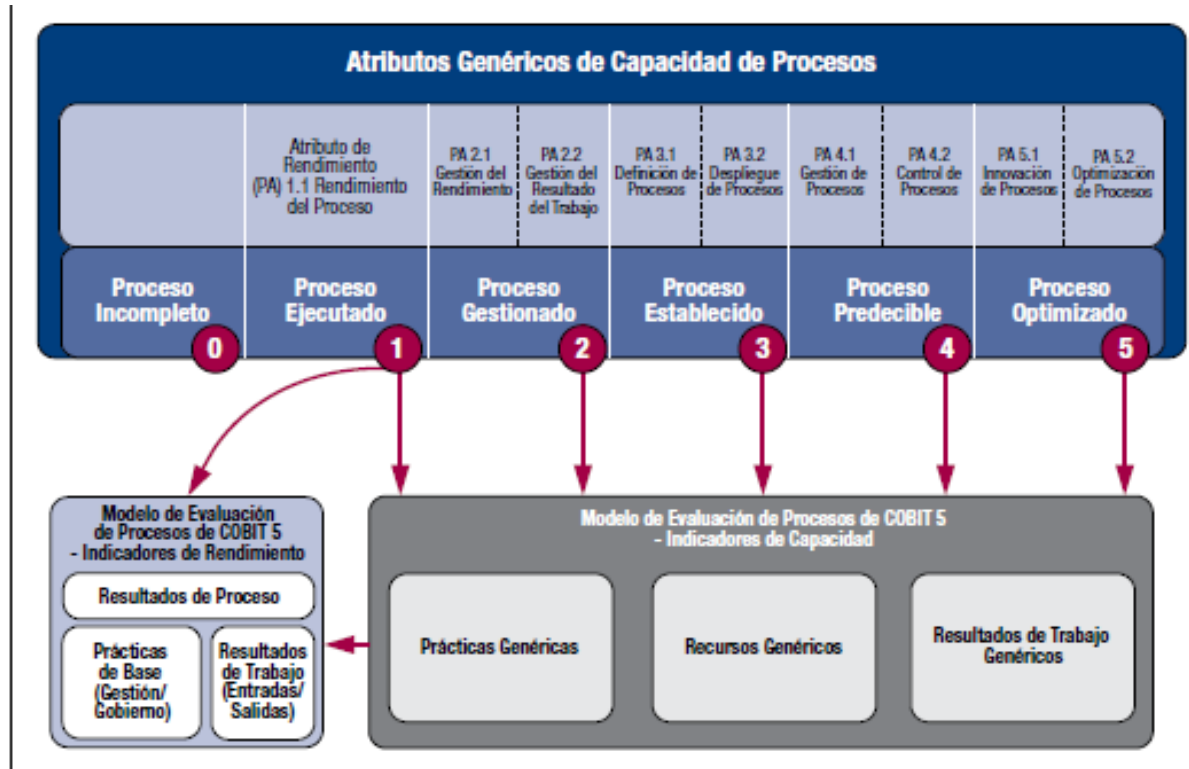 Atributos Genéricos de Capacidad de Procesos
Atributo de
Rendimiento
(PA) 1.1 Rendimiento
del Proceso
PA 2.1
Gestión del
Rendimiento
PA 2.2
Gestión del
Resultado
del Trabajo
PA 3.1
Definición de
Procesos
PA 3.2
Despliegue
de Procesos
PA 4.1
Gestión de
Procesos
PA 4.2
Control de
Procesos
PA 5.1
Innovación
de Procesos
PA 5.2
Optimización
de Procesos
Proceso
Incompleto
0
Proceso
Ejecutado
1
Proceso
Gestionado
2
Proceso
Establecido
3
Proceso
Predecible
4
Proceso
Optimizado
5
Modelo de Evaluación
de Procesos de COBIT 5
- Indicadores de Rendimiento
Resultados de Proceso
Prácticas
de Base
(Gestión/
Gobierno)
Resultados
de Trabajo
(Entradas/
Salidas)
Modelo de Evaluación de Procesos de COBIT 5
- Indicadores de Capacidad
Prácticas Genéricas
Recursos Genéricos
Resultados de Trabajo
Genéricos